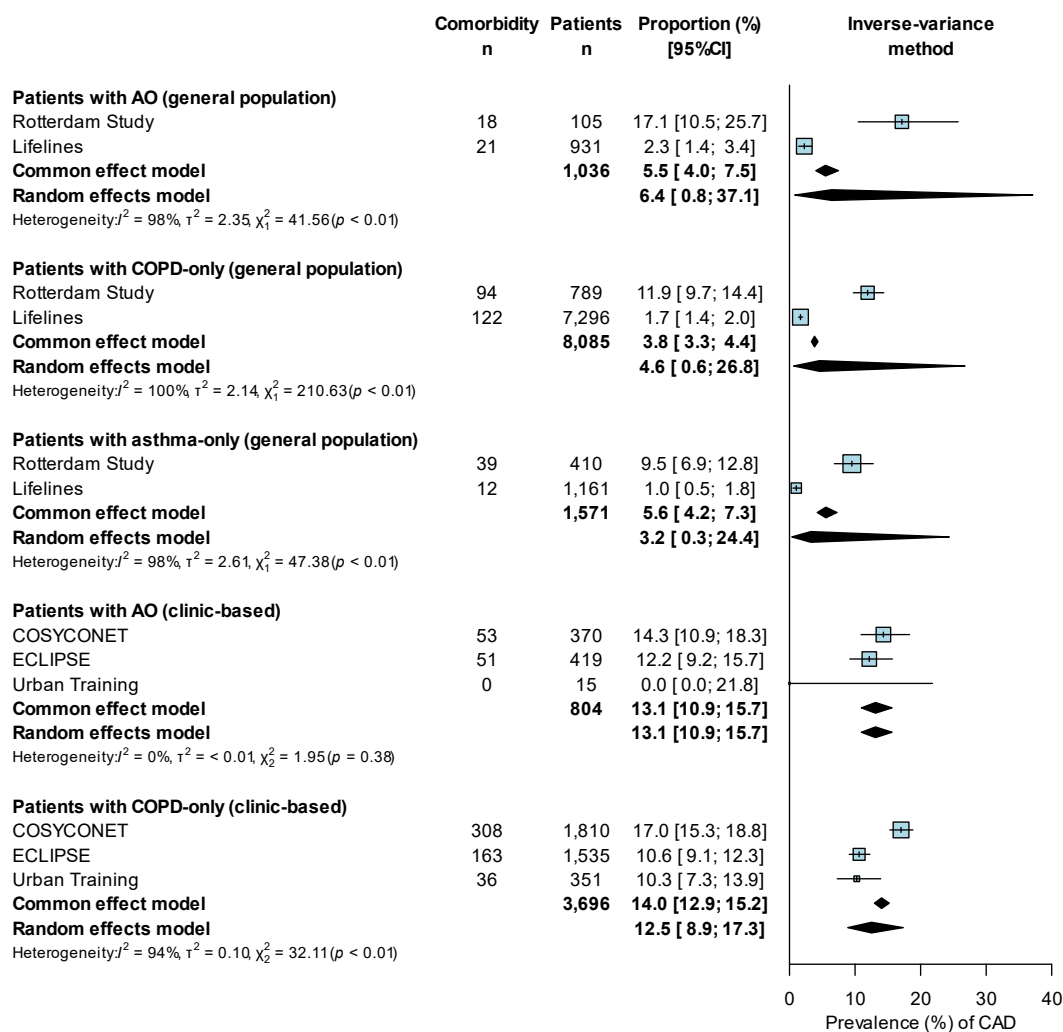 Comorbidity Patients Proportion (%) Inverse-variance
n n [95%CI] method
Patients with AO (general population)
Rotterdam Study 18 105 17.1 [10.5; 25.7]
Lifelines 21 931 2.3 [ 1.4; 3.4]
Common effect model 1,036 5.5 [ 4.0; 7.5]
Random effects model 6.4 [ 0.8; 37.1]
Heterogeneity: I² = 98%, τ² = 2.35, χ²₁ = 41.56 (p < 0.01)
Patients with COPD-only (general population)
Rotterdam Study 94 789 11.9 [ 9.7; 14.4]
Lifelines 122 7,296 1.7 [ 1.4; 2.0]
Common effect model 8,085 3.8 [ 3.3; 4.4]
Random effects model 4.6 [ 0.6; 26.8]
Heterogeneity: I² = 100%, τ² = 2.14, χ²₁ = 210.63 (p < 0.01)
Patients with asthma-only (general population)
Rotterdam Study 39 410 9.5 [ 6.9; 12.8]
Lifelines 12 1,161 1.0 [ 0.5; 1.8]
Common effect model 1,571 5.6 [ 4.2; 7.3]
Random effects model 3.2 [ 0.3; 24.4]
Heterogeneity: I² = 98%, τ² = 2.61, χ²₁ = 47.38 (p < 0.01)
Patients with AO (clinic-based)
COSYCONET 53 370 14.3 [10.9; 18.3]
ECLIPSE 51 419 12.2 [ 9.2; 15.7]
Urban Training 0 15 0.0 [ 0.0; 21.8]
Common effect model 804 13.1 [10.9; 15.7]
Random effects model 13.1 [10.9; 15.7]
Heterogeneity: I² = 0%, τ² = < 0.01, χ²₂ = 1.95 (p = 0.38)
Patients with COPD-only (clinic-based)
COSYCONET 308 1,810 17.0 [15.3; 18.8]
ECLIPSE 163 1,535 10.6 [ 9.1; 12.3]
Urban Training 36 351 10.3 [ 7.3; 13.9]
Common effect model 3,696 14.0 [12.9; 15.2]
Random effects model 12.5 [ 8.9; 17.3]
Heterogeneity: I² = 94%, τ² = 0.10, χ²₂ = 32.11 (p < 0.01)
0 10 20 30 40
Prevalence (%) of CAD